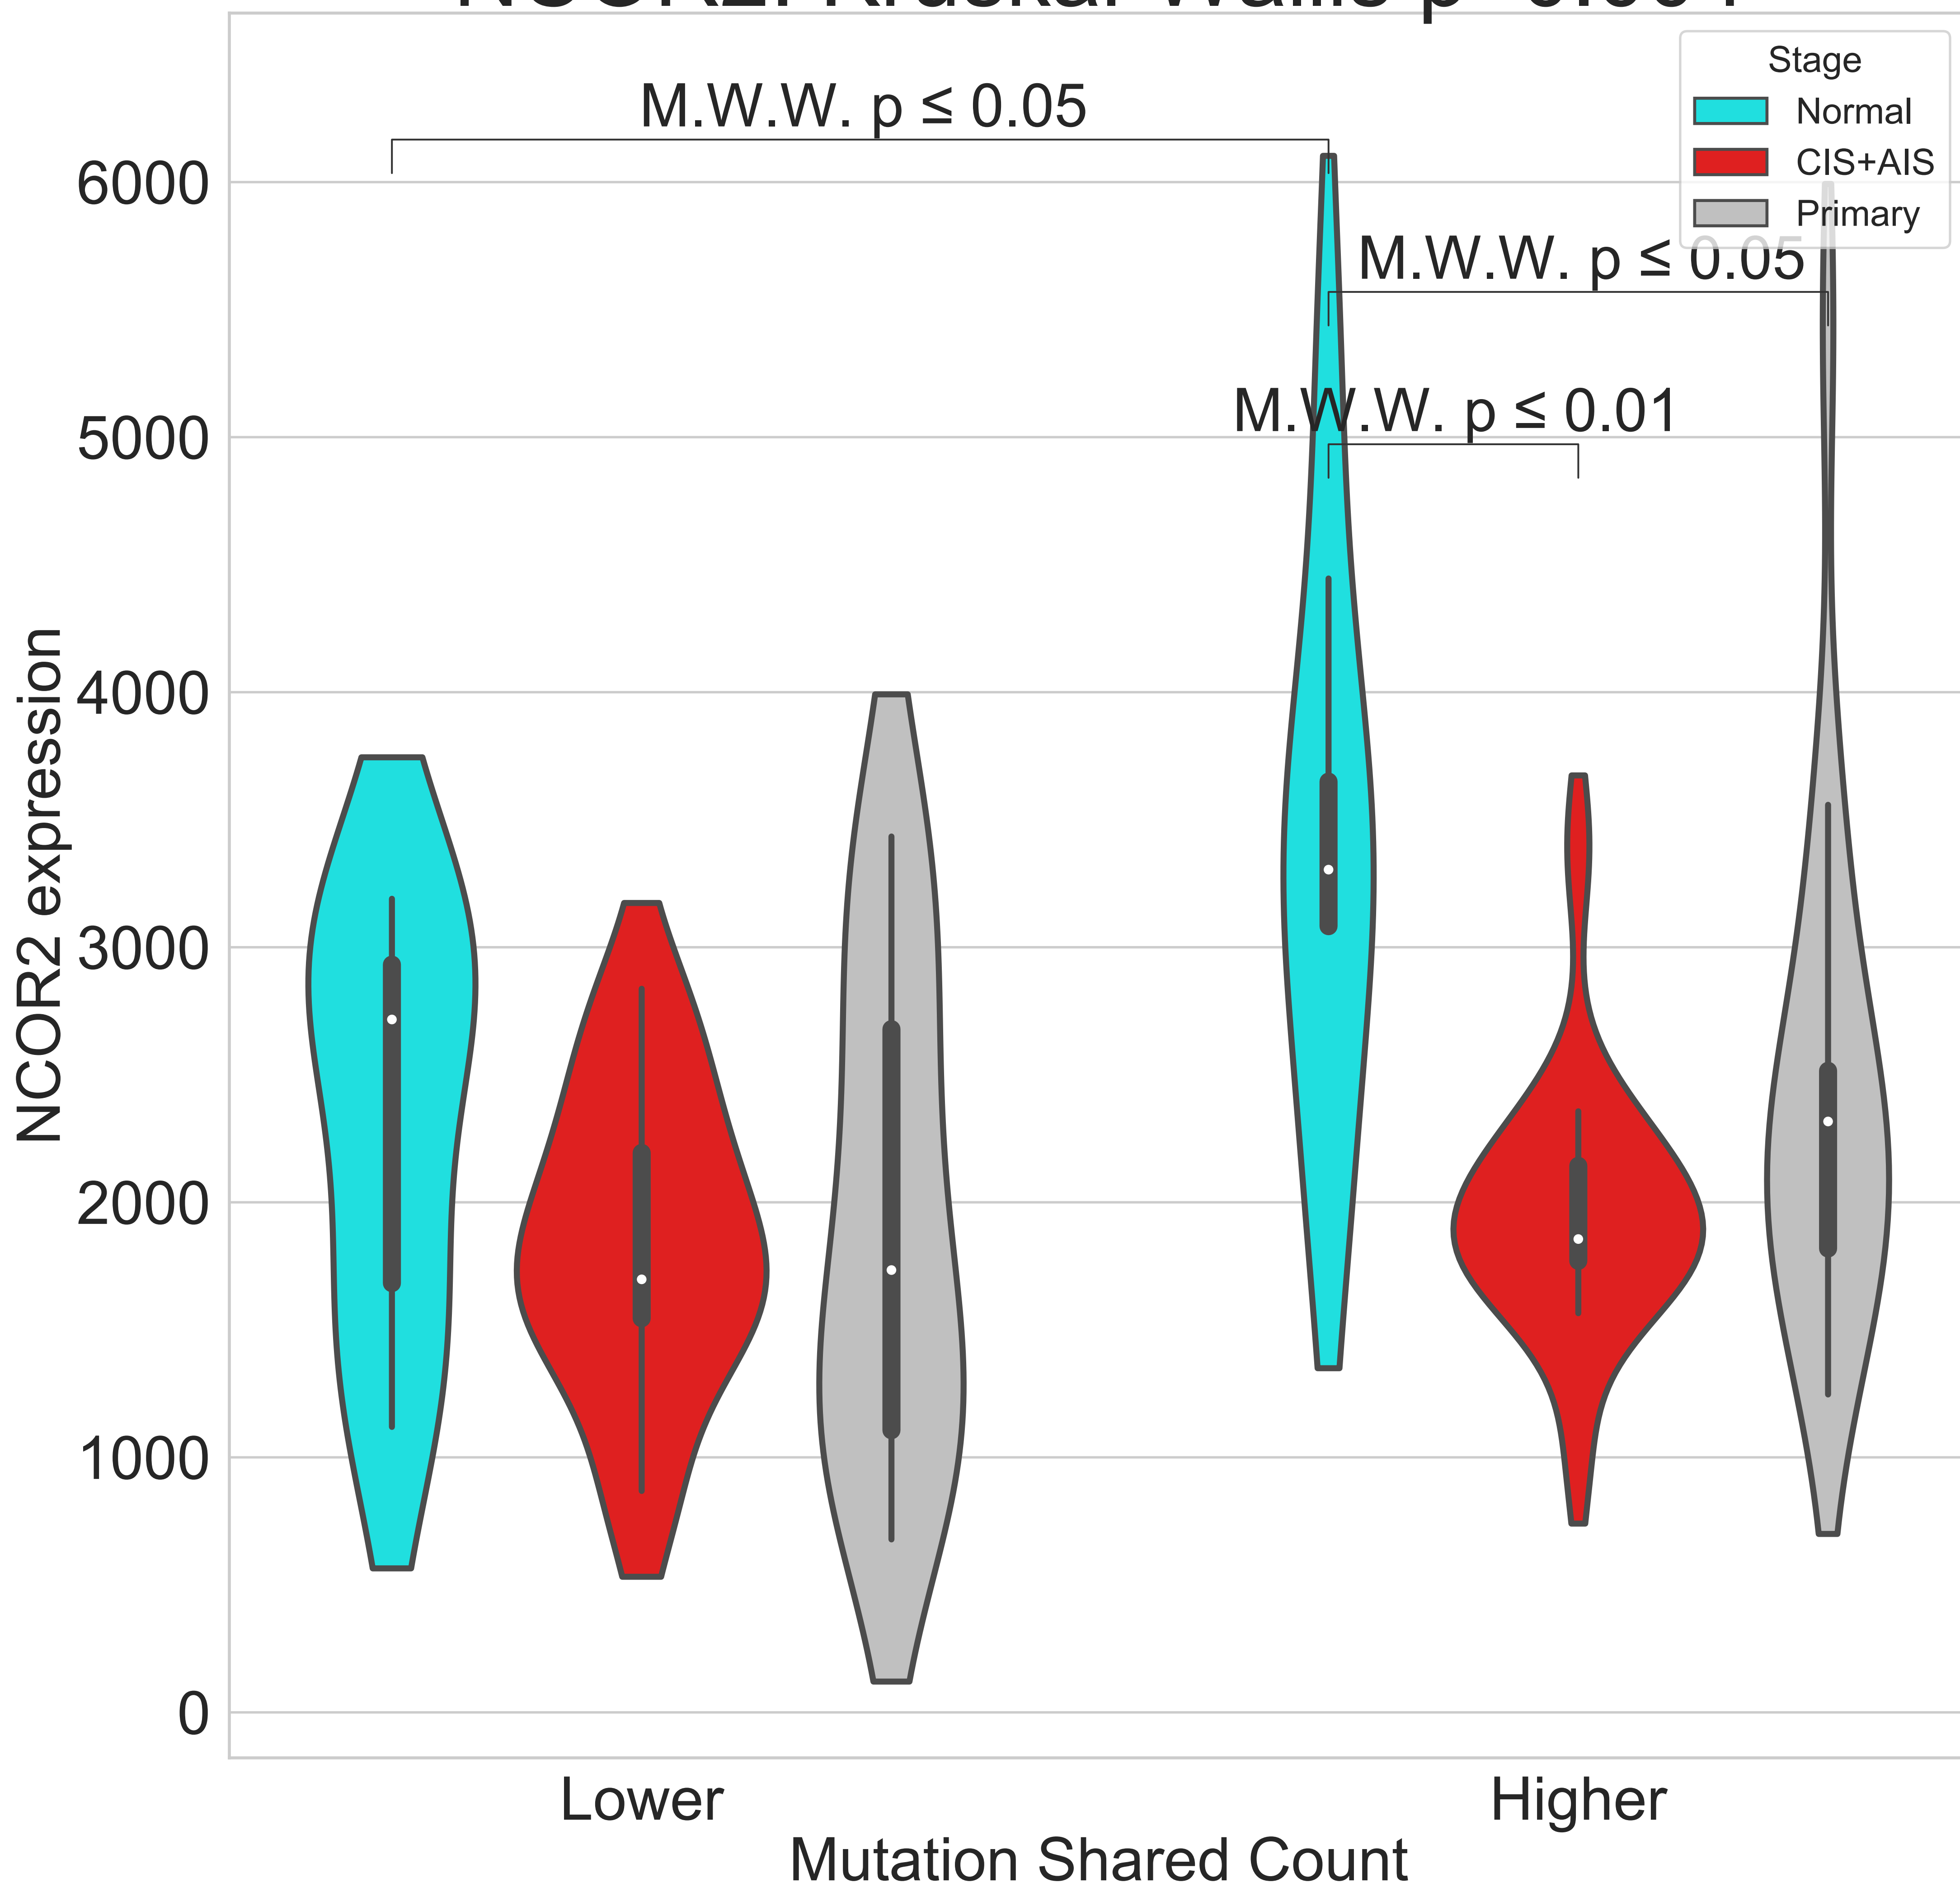 M.W.W. p ≤ 0.05
Stage
Normal
CIS+AIS
Primary
6000
M.W.W. p ≤ 0.05
M.W.W. p ≤ 0.01
5000
4000
NCOR2 expression
3000
2000
1000
0
Lower
Higher
Mutation Shared Count